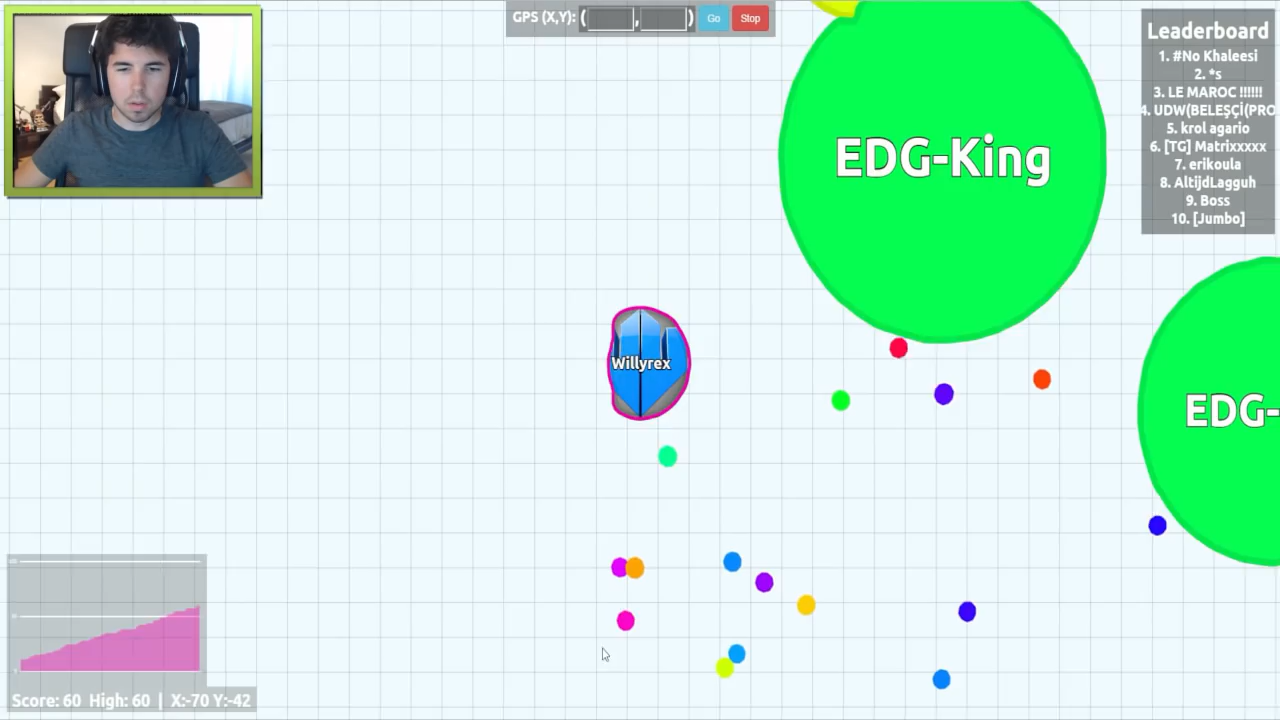 GPS (X,Y): ( , ) Go Stop
Leaderboard
1. #No Khaleesi
2. *s
3. LE MAROC !!!!!!
4. UDW(BELEŞÇİ(PRO
5. krol agario
6. [TG] Matrixxxxx
7. erikoula
8. AltijdLagguh
9. Boss
10. [Jumbo]
EDG-King
Willyrex
EDG-
Score: 60 High: 60 | X:-70 Y:-42